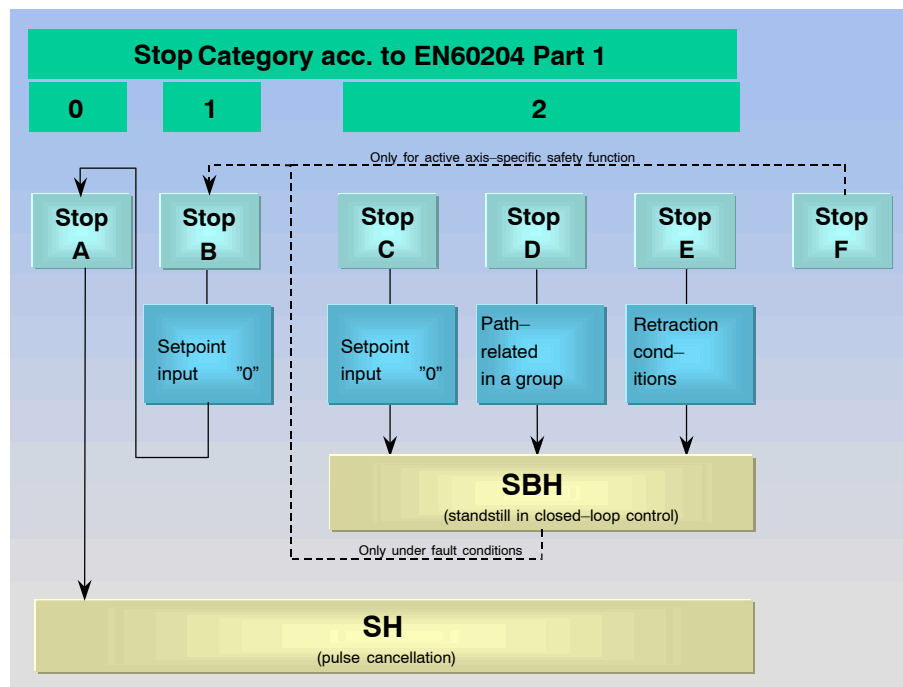 Stop Category acc. to EN60204 Part 1
0
1
2
Only for active axis–specific safety function
Stop
A
Stop
B
Stop
C
Stop
D
Stop
E
Stop
F
Setpoint
input ”0”
Setpoint
input ”0”
Path–
related
in a group
Retraction
cond–
itions
SBH
(standstill in closed–loop control)
Only under fault conditions
SH
(pulse cancellation)